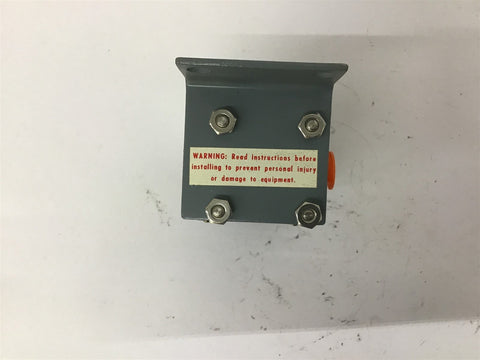 WARNING: Read instructions before
installing to prevent personal injury
or damage to equipment.